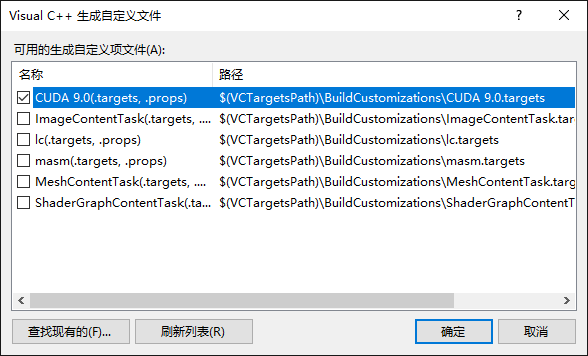 Visual C++ 生成自定义文件
可用的生成自定义项文件(A):
名称 路径
CUDA 9.0(.targets, .props) $(VCTargetsPath)\BuildCustomizations\CUDA 9.0.targets
ImageContentTask(.targets, .... $(VCTargetsPath)\BuildCustomizations\ImageContentTask.targ
lc(.targets, .props) $(VCTargetsPath)\BuildCustomizations\lc.targets
masm(.targets, .props) $(VCTargetsPath)\BuildCustomizations\masm.targets
MeshContentTask(.targets, .... $(VCTargetsPath)\BuildCustomizations\MeshContentTask.targ
ShaderGraphContentTask(.ta... $(VCTargetsPath)\BuildCustomizations\ShaderGraphContentT
查找现有的(F)... 刷新列表(R) 确定 取消